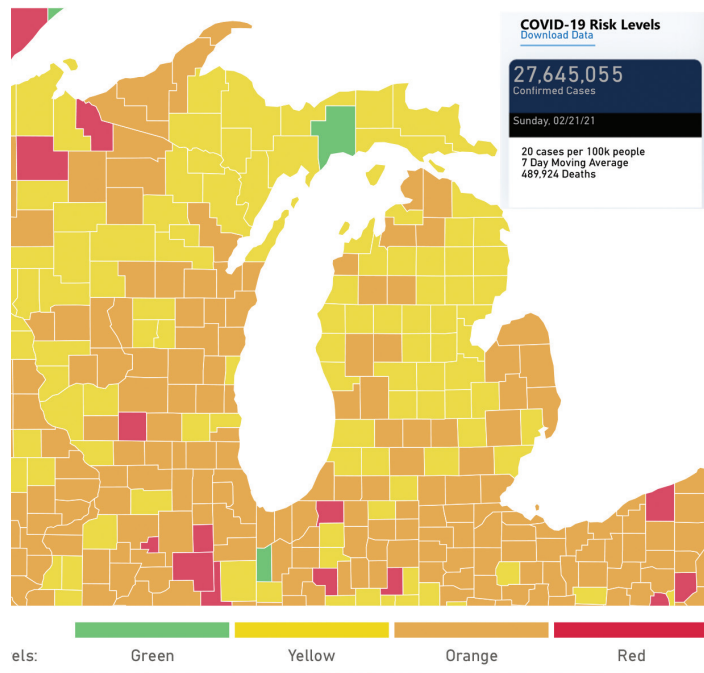 COVID-19 Risk Levels
Download Data
27,645,055
Confirmed Cases
Sunday, 02/21/21
20 cases per 100k people
7 Day Moving Average
489,924 Deaths
els:
Green
Yellow
Orange
Red